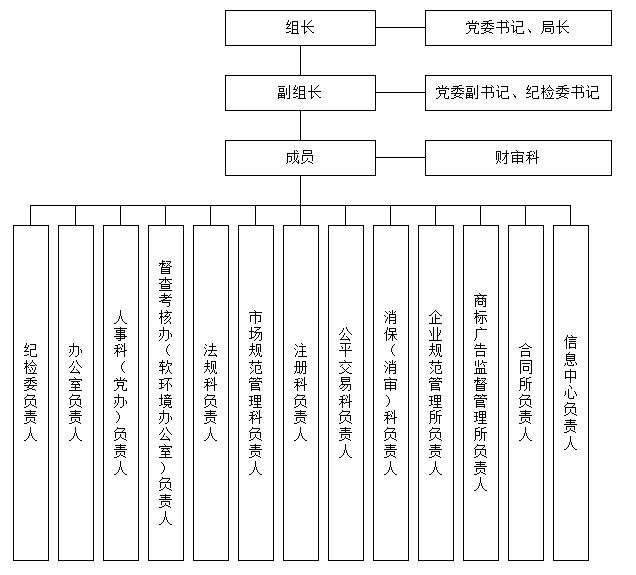 组长
党委书记、局长
副组长
党委副书记、纪检委书记
成员
财审科
纪检委负责人
办公室负责人
人事科（党办）负责人
督查考核办（软环境办公室）负责人
法规科负责人
市场规范管理科负责人
注册科负责人
公平交易科负责人
消保（消审）科负责人
企业规范管理所负责人
商标广告监督管理所负责人
合同所负责人
信息中心负责人